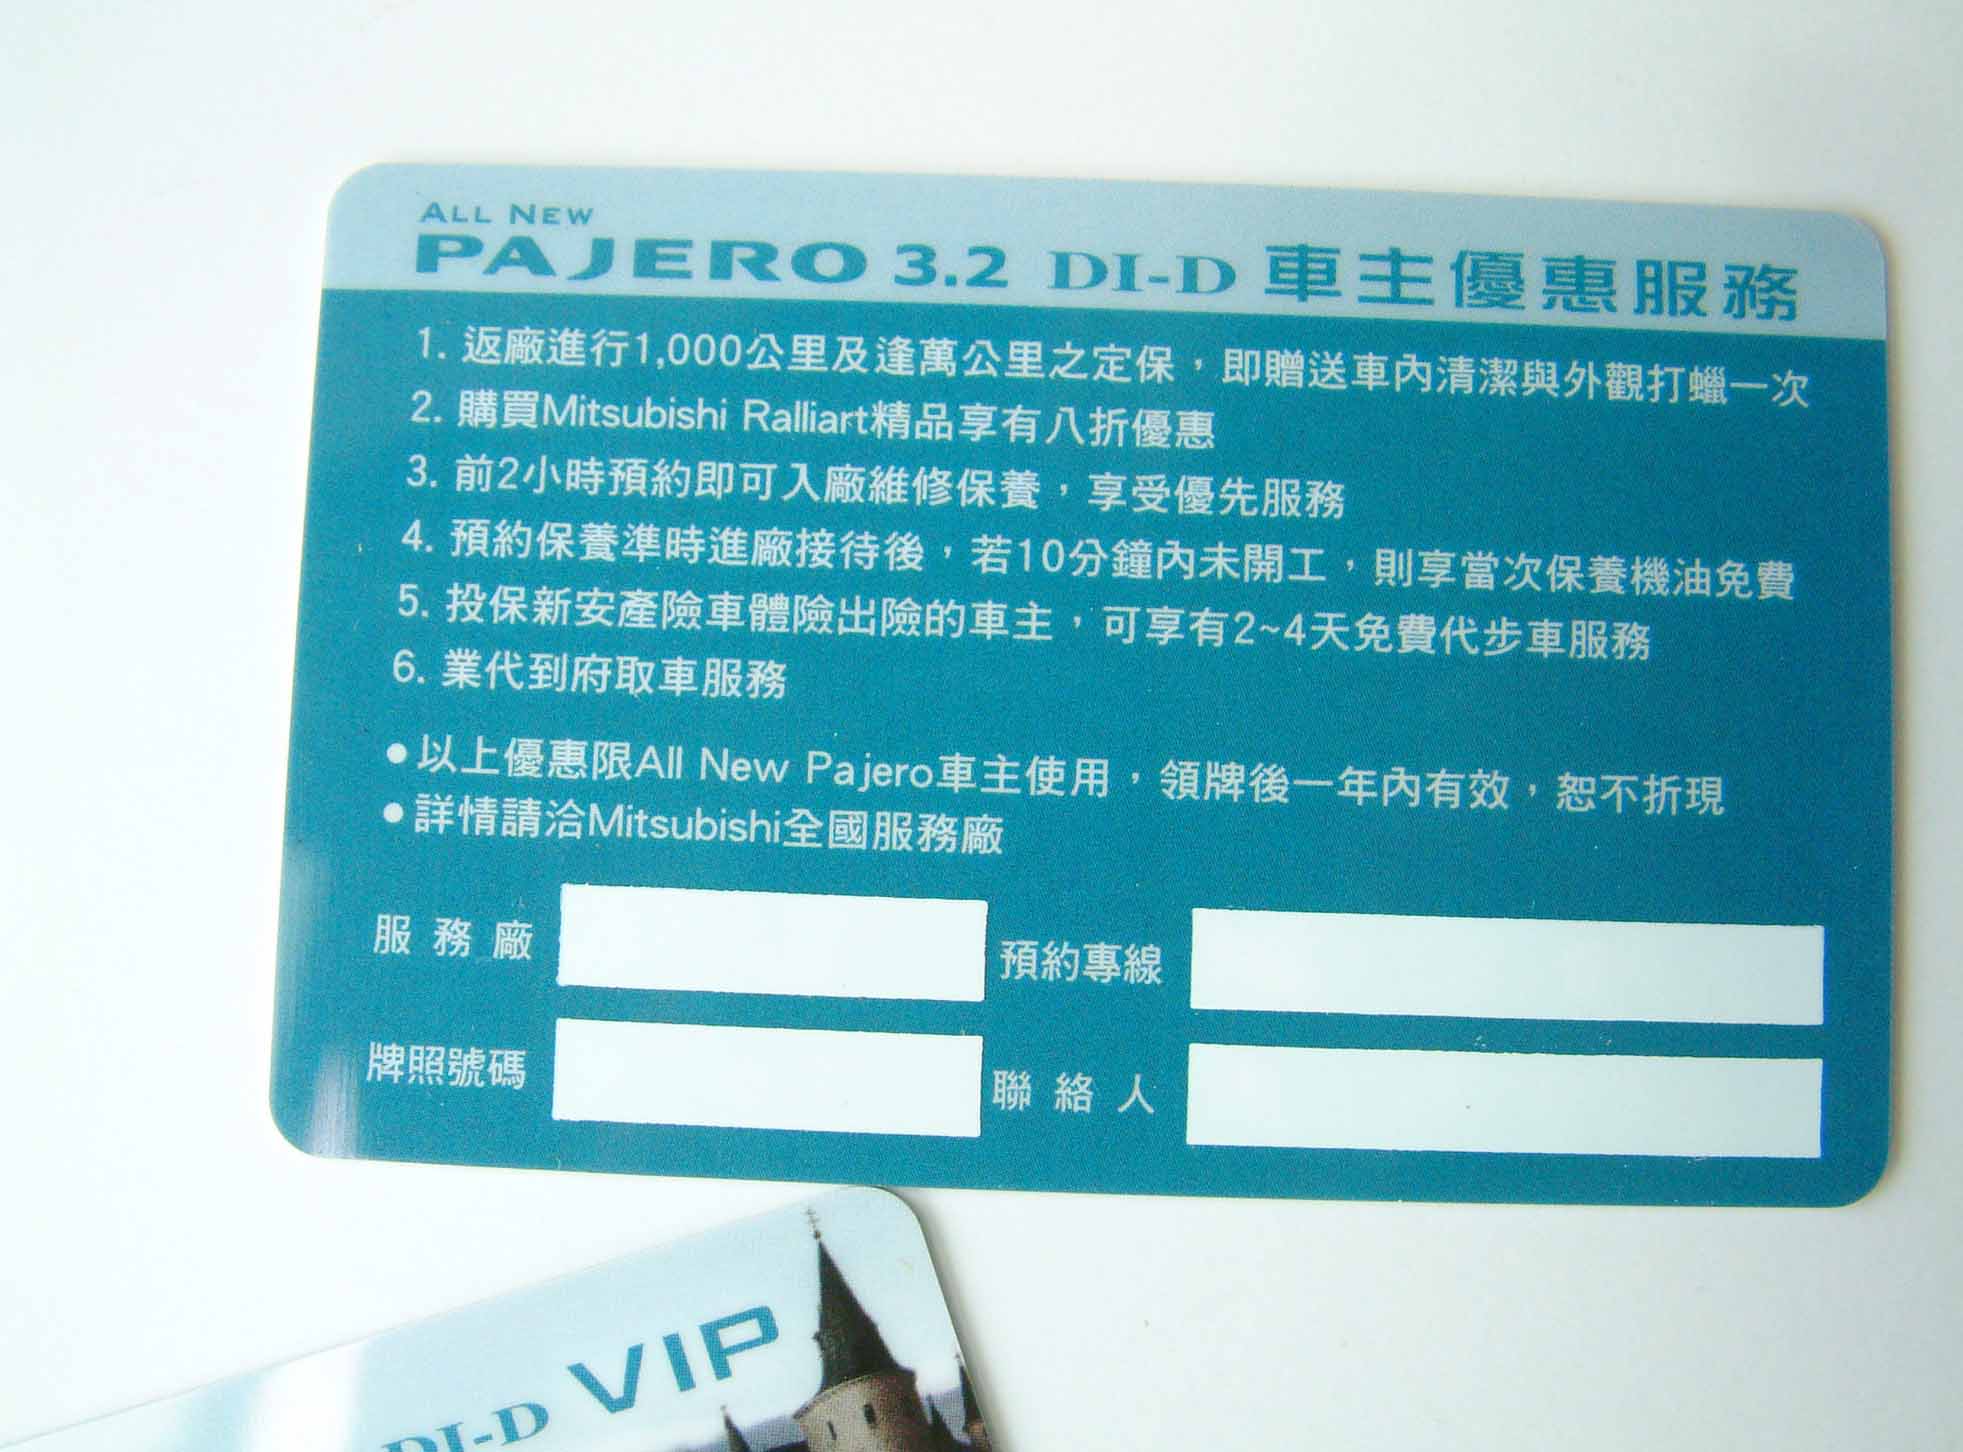 ALL NEW
PAJERO 3.2 DI-D 車主優惠服務
1. 返廠進行1,000公里及逢萬公里之定保，即贈送車內清潔與外觀打蠟一次
2. 購買Mitsubishi Ralliart精品享有八折優惠
3. 前2小時預約即可入廠維修保養，享受優先服務
4. 預約保養準時進廠接待後，若10分鐘內未開工，則享當次保養機油免費
5. 投保新安產險車體險出險的車主，可享有2~4天免費代步車服務
6. 業代到府取車服務
●以上優惠限All New Pajero車主使用，領牌後一年內有效，恕不折現
●詳情請洽Mitsubishi全國服務廠
服務廠 預約專線
牌照號碼 聯絡人
DI-D VIP